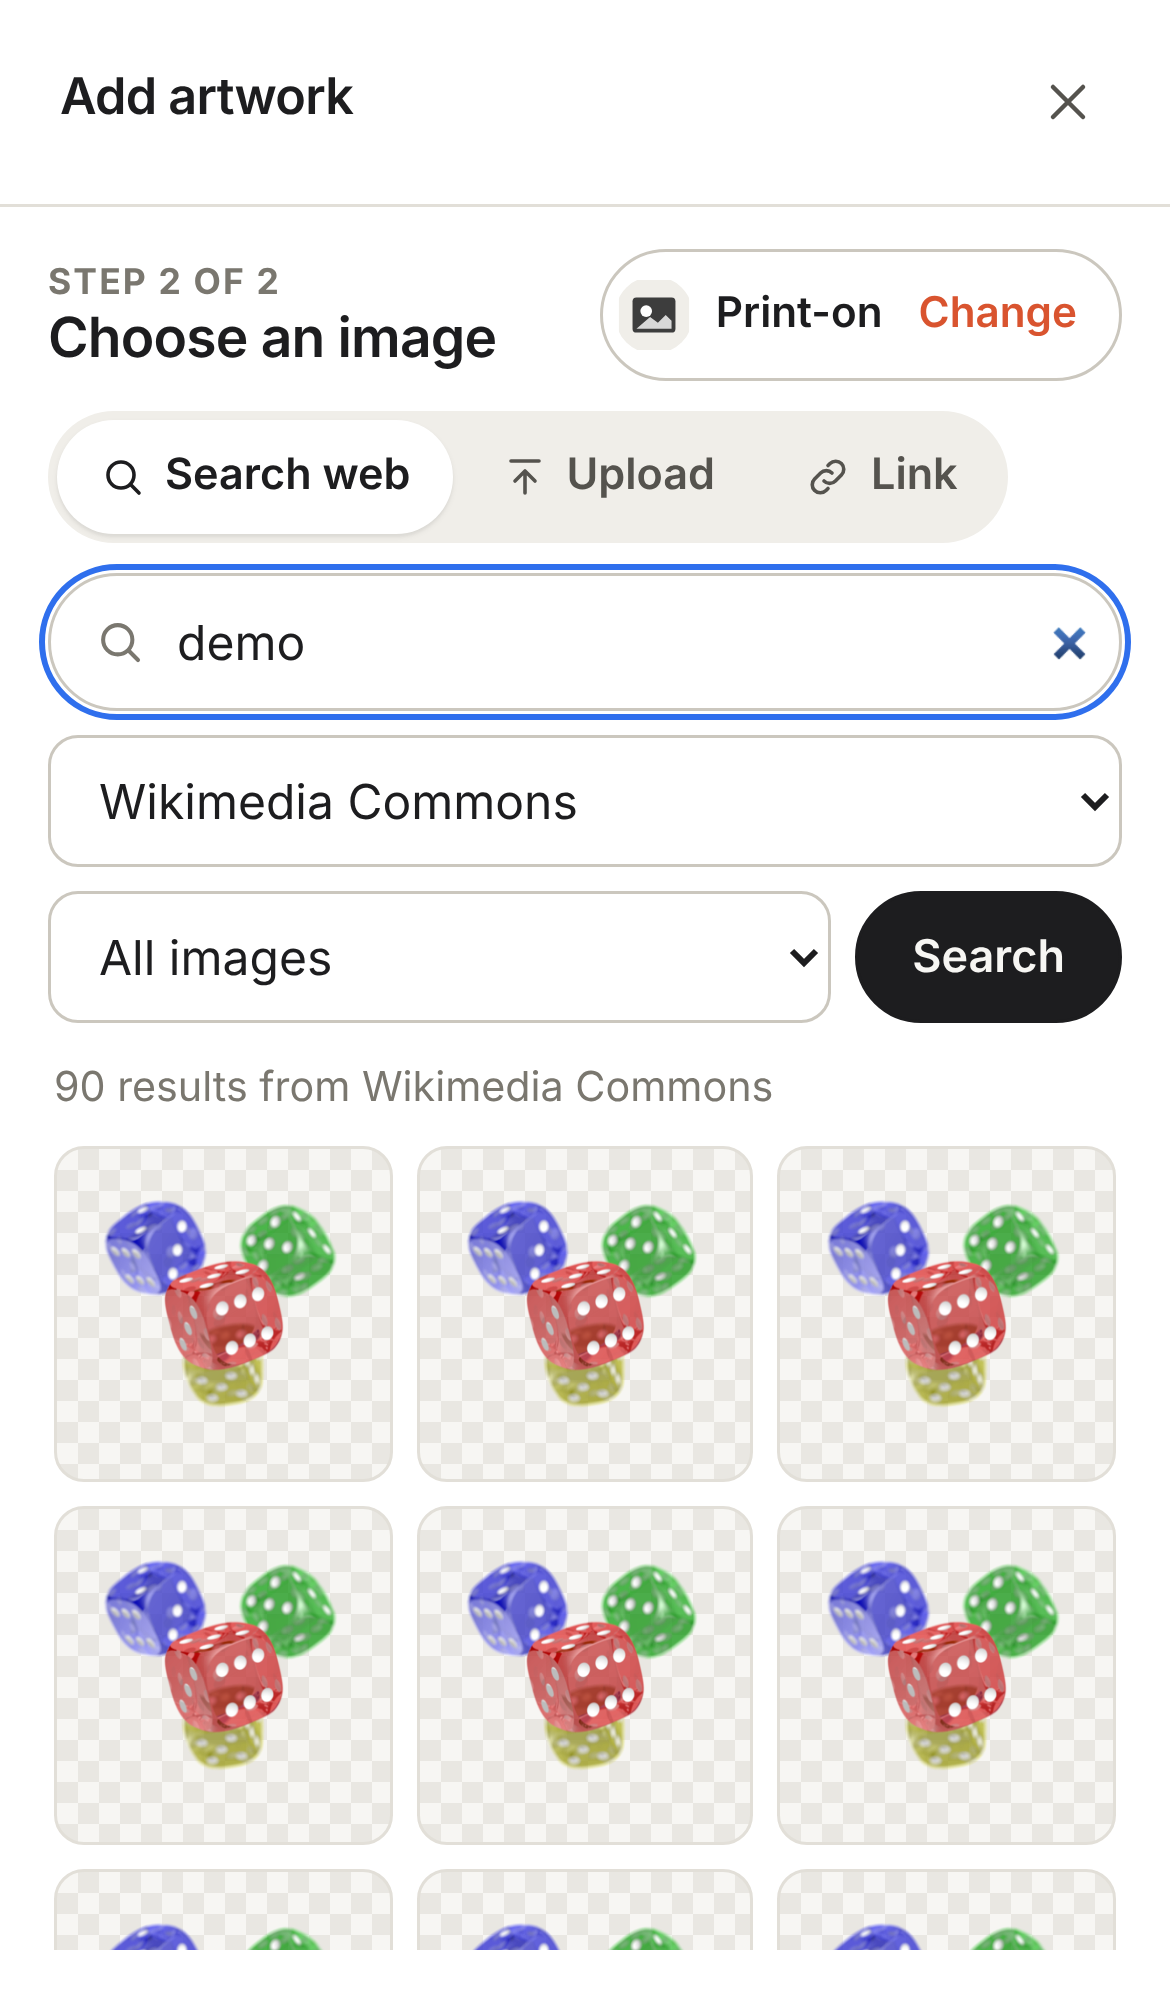 Add artwork
STEP 2 OF 2
Choose an image
Print-on Change
Search web Upload Link
demo
Wikimedia Commons
All images Search
90 results from Wikimedia Commons